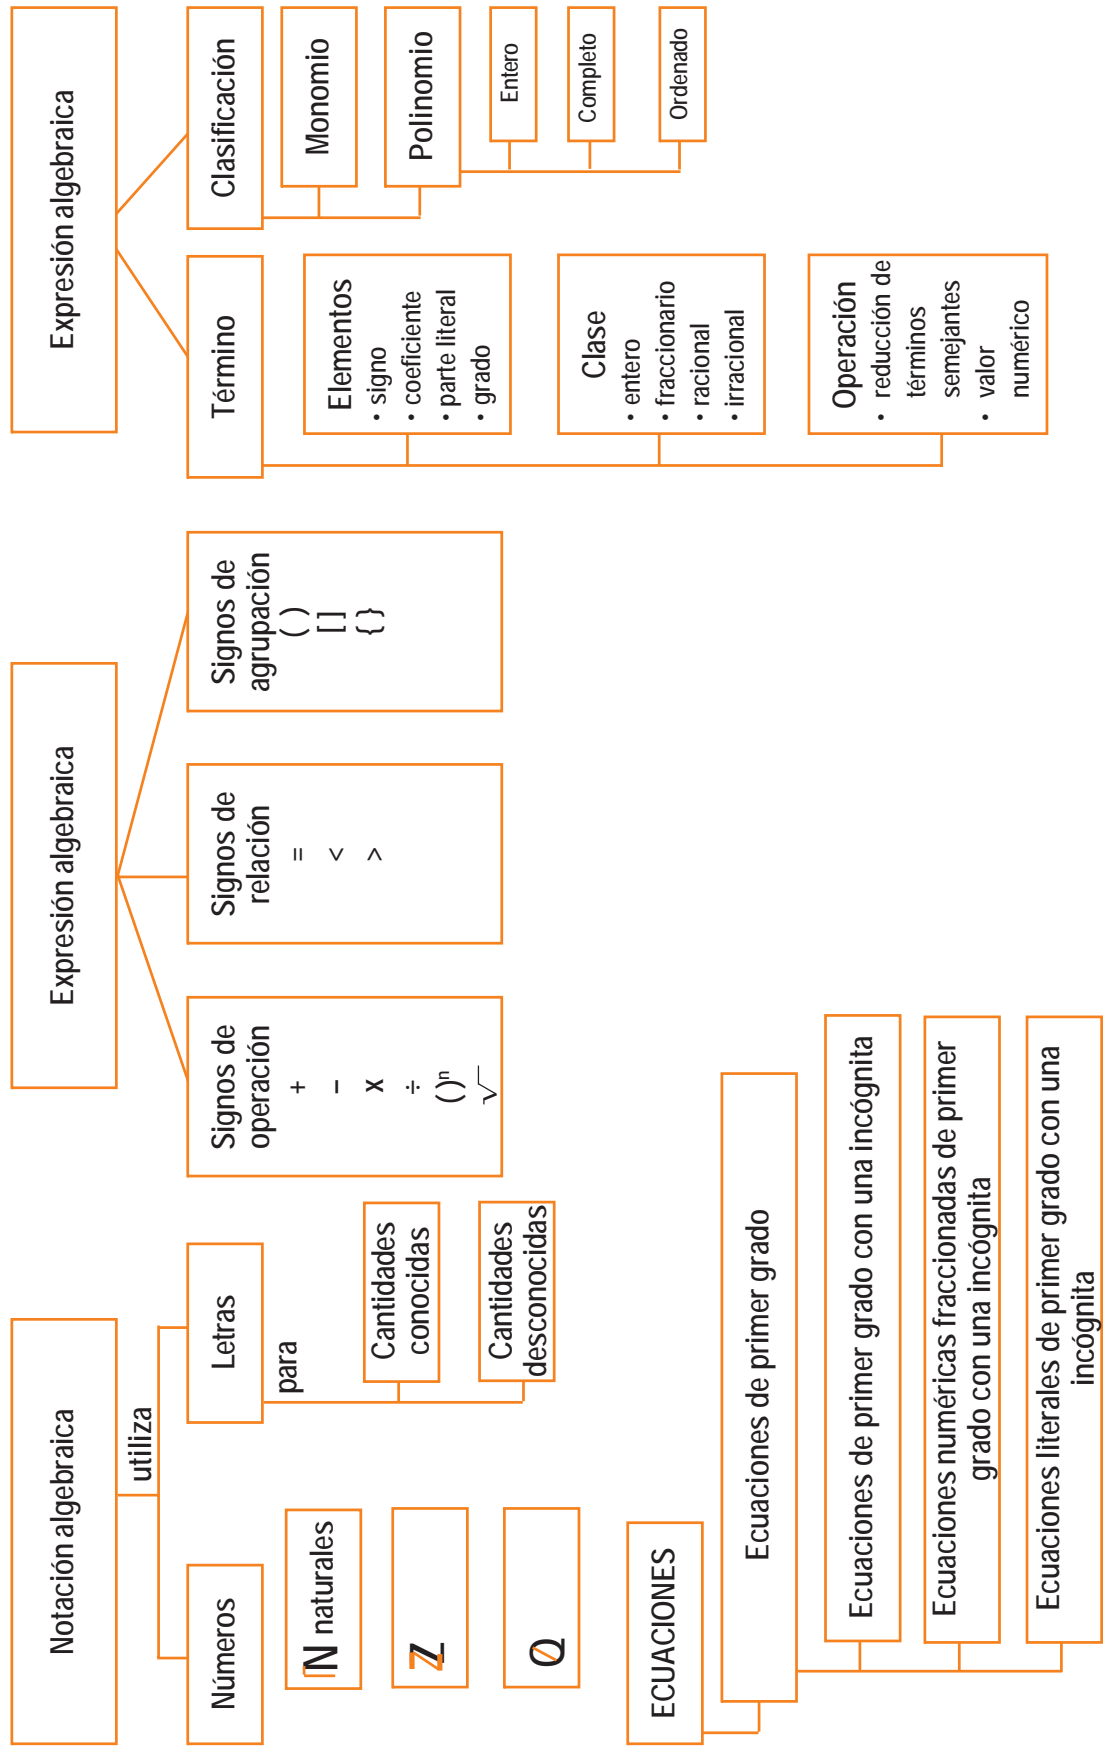 Notación algebraica
utiliza
Números
N naturales
Z
Q
Letras
para
Cantidades
conocidas
Cantidades
desconocidas
Expresión algebraica
Signos de
operación
+
–
x
÷
()ⁿ
√
Signos de
relación
=
<
>
Signos de
agrupación
( )
[ ]
{ }
Expresión algebraica
Término
Elementos
• signo
• coeficiente
• parte literal
• grado
Clase
• entero
• fraccionario
• racional
• irracional
Operación
• reducción de
términos
semejantes
• valor
numérico
Clasificación
Monomio
Polinomio
Entero
Completo
Ordenado
ECUACIONES
Ecuaciones de primer grado
Ecuaciones de primer grado con una incógnita
Ecuaciones numéricas fraccionadas de primer
grado con una incógnita
Ecuaciones literales de primer grado con una
incógnita